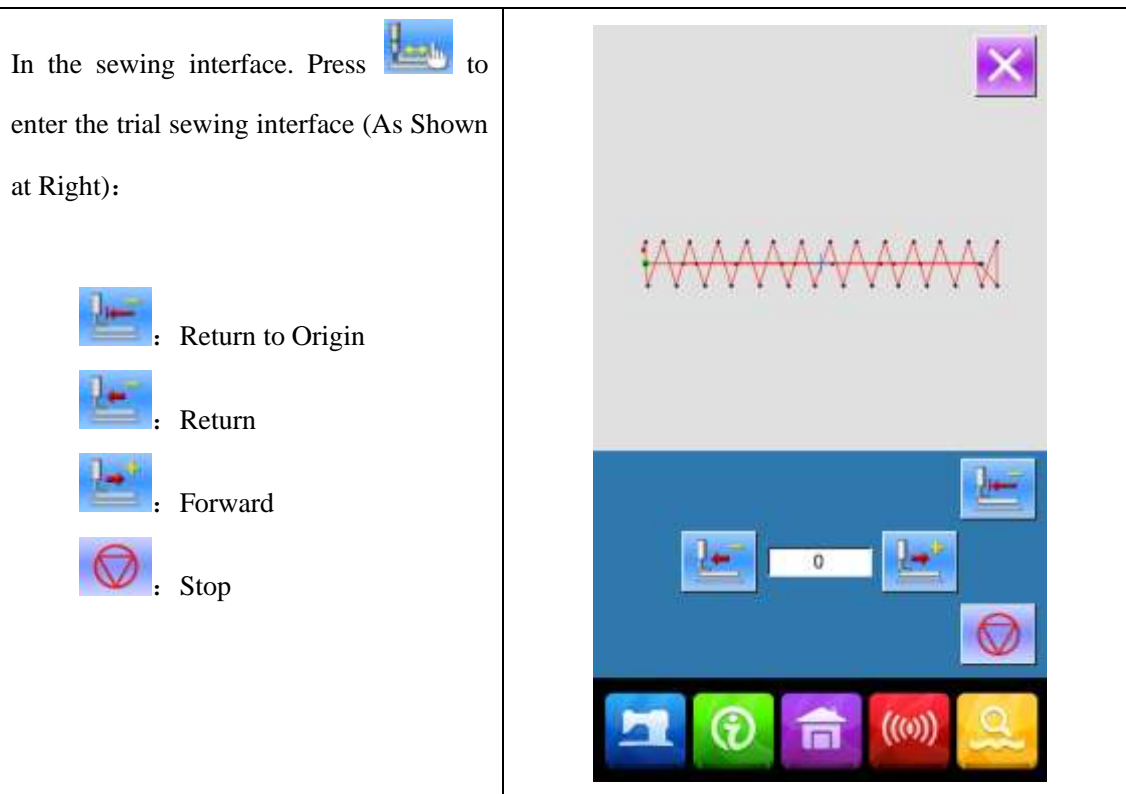 In the sewing interface. Press to
enter the trial sewing interface (As Shown
at Right)：
：Return to Origin
：Return
：Forward
：Stop
0